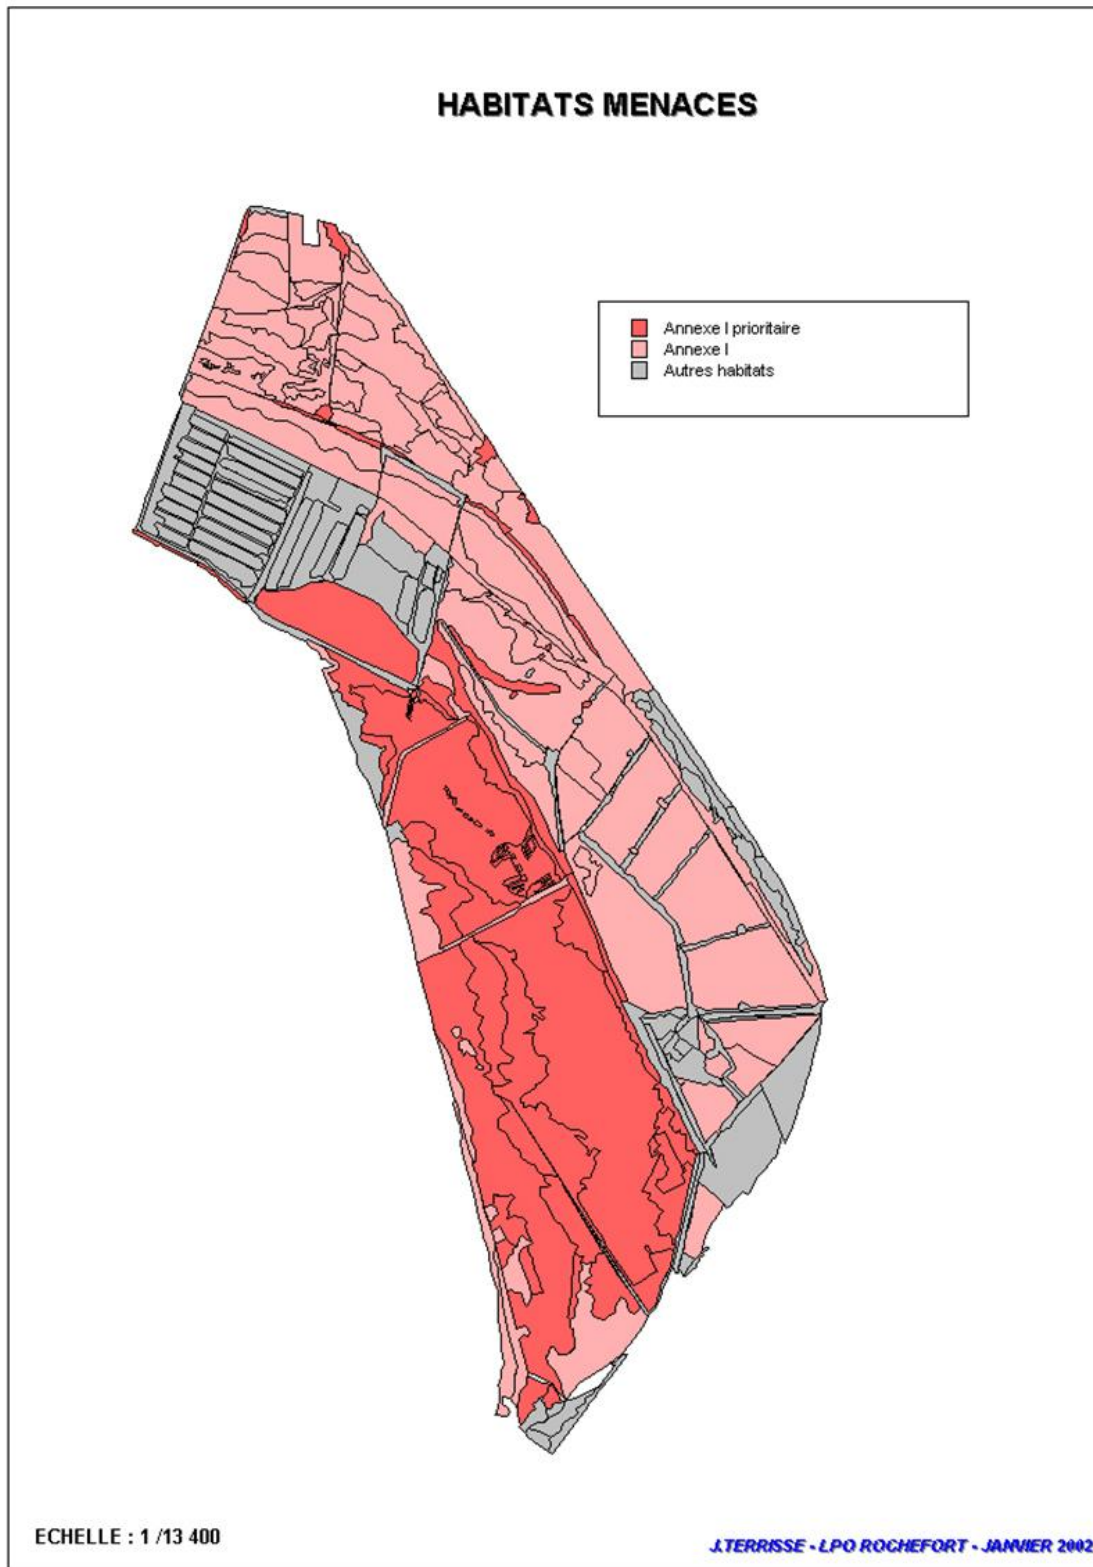 HABITATS MENACES
Annexe I prioritaire
Annexe I
Autres habitats
ECHELLE : 1 /13 400
J.TERRISSE - LPO ROCHEFORT - JANVIER 2002